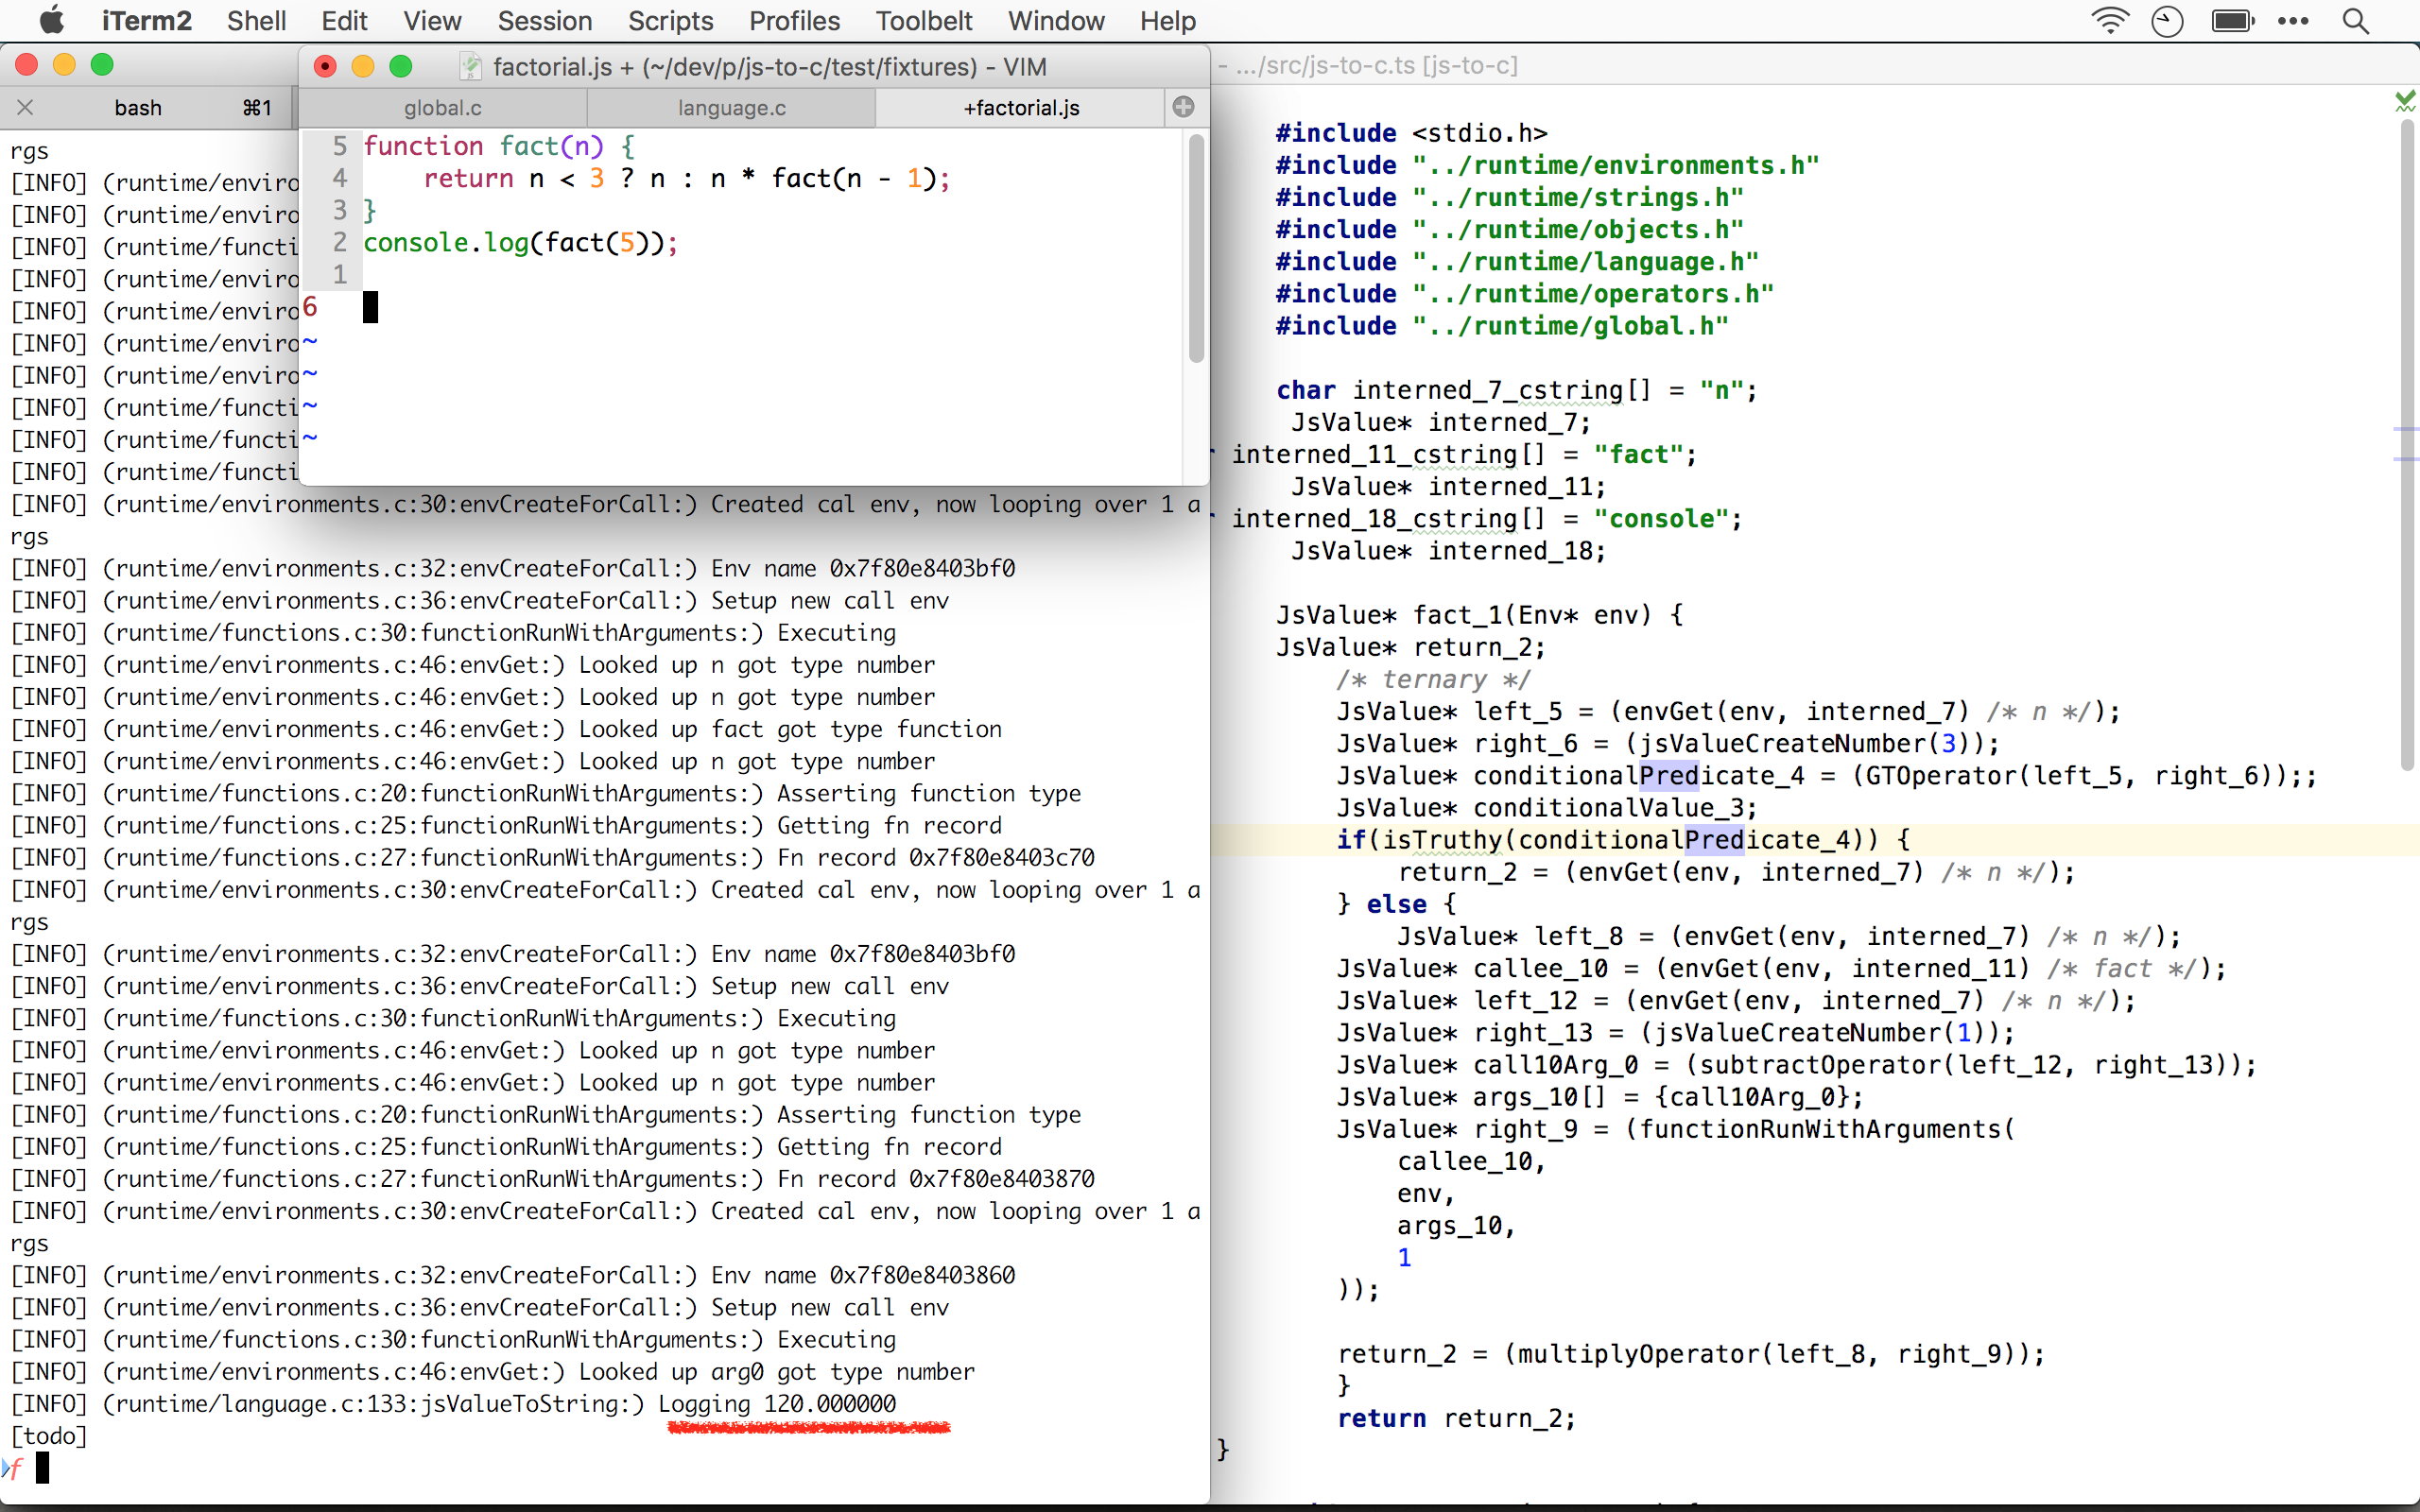 iTerm2 Shell Edit View Session Scripts Profiles Toolbelt Window Help
bash ⌘1
rgs
[INFO] (runtime/enviro
[INFO] (runtime/enviro
[INFO] (runtime/functi
[INFO] (runtime/enviro
[INFO] (runtime/enviro
[INFO] (runtime/enviro
[INFO] (runtime/enviro
[INFO] (runtime/functi
[INFO] (runtime/functi
[INFO] (runtime/functi
[INFO] (runtime/environments.c:30:envCreateForCall:) Created cal env, now looping over 1 a
rgs
[INFO] (runtime/environments.c:32:envCreateForCall:) Env name 0x7f80e8403bf0
[INFO] (runtime/environments.c:36:envCreateForCall:) Setup new call env
[INFO] (runtime/functions.c:30:functionRunWithArguments:) Executing
[INFO] (runtime/environments.c:46:envGet:) Looked up n got type number
[INFO] (runtime/environments.c:46:envGet:) Looked up n got type number
[INFO] (runtime/environments.c:46:envGet:) Looked up fact got type function
[INFO] (runtime/environments.c:46:envGet:) Looked up n got type number
[INFO] (runtime/functions.c:20:functionRunWithArguments:) Asserting function type
[INFO] (runtime/functions.c:25:functionRunWithArguments:) Getting fn record
[INFO] (runtime/functions.c:27:functionRunWithArguments:) Fn record 0x7f80e8403c70
[INFO] (runtime/environments.c:30:envCreateForCall:) Created cal env, now looping over 1 a
rgs
[INFO] (runtime/environments.c:32:envCreateForCall:) Env name 0x7f80e8403bf0
[INFO] (runtime/environments.c:36:envCreateForCall:) Setup new call env
[INFO] (runtime/functions.c:30:functionRunWithArguments:) Executing
[INFO] (runtime/environments.c:46:envGet:) Looked up n got type number
[INFO] (runtime/environments.c:46:envGet:) Looked up n got type number
[INFO] (runtime/functions.c:20:functionRunWithArguments:) Asserting function type
[INFO] (runtime/functions.c:25:functionRunWithArguments:) Getting fn record
[INFO] (runtime/functions.c:27:functionRunWithArguments:) Fn record 0x7f80e8403870
[INFO] (runtime/environments.c:30:envCreateForCall:) Created cal env, now looping over 1 a
rgs
[INFO] (runtime/environments.c:32:envCreateForCall:) Env name 0x7f80e8403860
[INFO] (runtime/environments.c:36:envCreateForCall:) Setup new call env
[INFO] (runtime/functions.c:30:functionRunWithArguments:) Executing
[INFO] (runtime/environments.c:46:envGet:) Looked up arg0 got type number
[INFO] (runtime/language.c:133:jsValueToString:) Logging 120.000000
[todo]
f
factorial.js + (~/dev/p/js-to-c/test/fixtures) - VIM
global.c language.c +factorial.js
5 function fact(n) {
4     return n < 3 ? n : n * fact(n - 1);
3 }
2 console.log(fact(5));
1
6
~
~
~
~
- .../src/js-to-c.ts [js-to-c]
#include <stdio.h>
#include "../runtime/environments.h"
#include "../runtime/strings.h"
#include "../runtime/objects.h"
#include "../runtime/language.h"
#include "../runtime/operators.h"
#include "../runtime/global.h"
char interned_7_cstring[] = "n";
JsValue* interned_7;
interned_11_cstring[] = "fact";
JsValue* interned_11;
interned_18_cstring[] = "console";
JsValue* interned_18;
JsValue* fact_1(Env* env) {
JsValue* return_2;
/* ternary */
JsValue* left_5 = (envGet(env, interned_7) /* n */);
JsValue* right_6 = (jsValueCreateNumber(3));
JsValue* conditionalPredicate_4 = (GTOperator(left_5, right_6));;
JsValue* conditionalValue_3;
if(isTruthy(conditionalPredicate_4)) {
return_2 = (envGet(env, interned_7) /* n */);
} else {
JsValue* left_8 = (envGet(env, interned_7) /* n */);
JsValue* callee_10 = (envGet(env, interned_11) /* fact */);
JsValue* left_12 = (envGet(env, interned_7) /* n */);
JsValue* right_13 = (jsValueCreateNumber(1));
JsValue* call10Arg_0 = (subtractOperator(left_12, right_13));
JsValue* args_10[] = {call10Arg_0};
JsValue* right_9 = (functionRunWithArguments(
callee_10,
env,
args_10,
1
));
return_2 = (multiplyOperator(left_8, right_9));
}
return return_2;
}